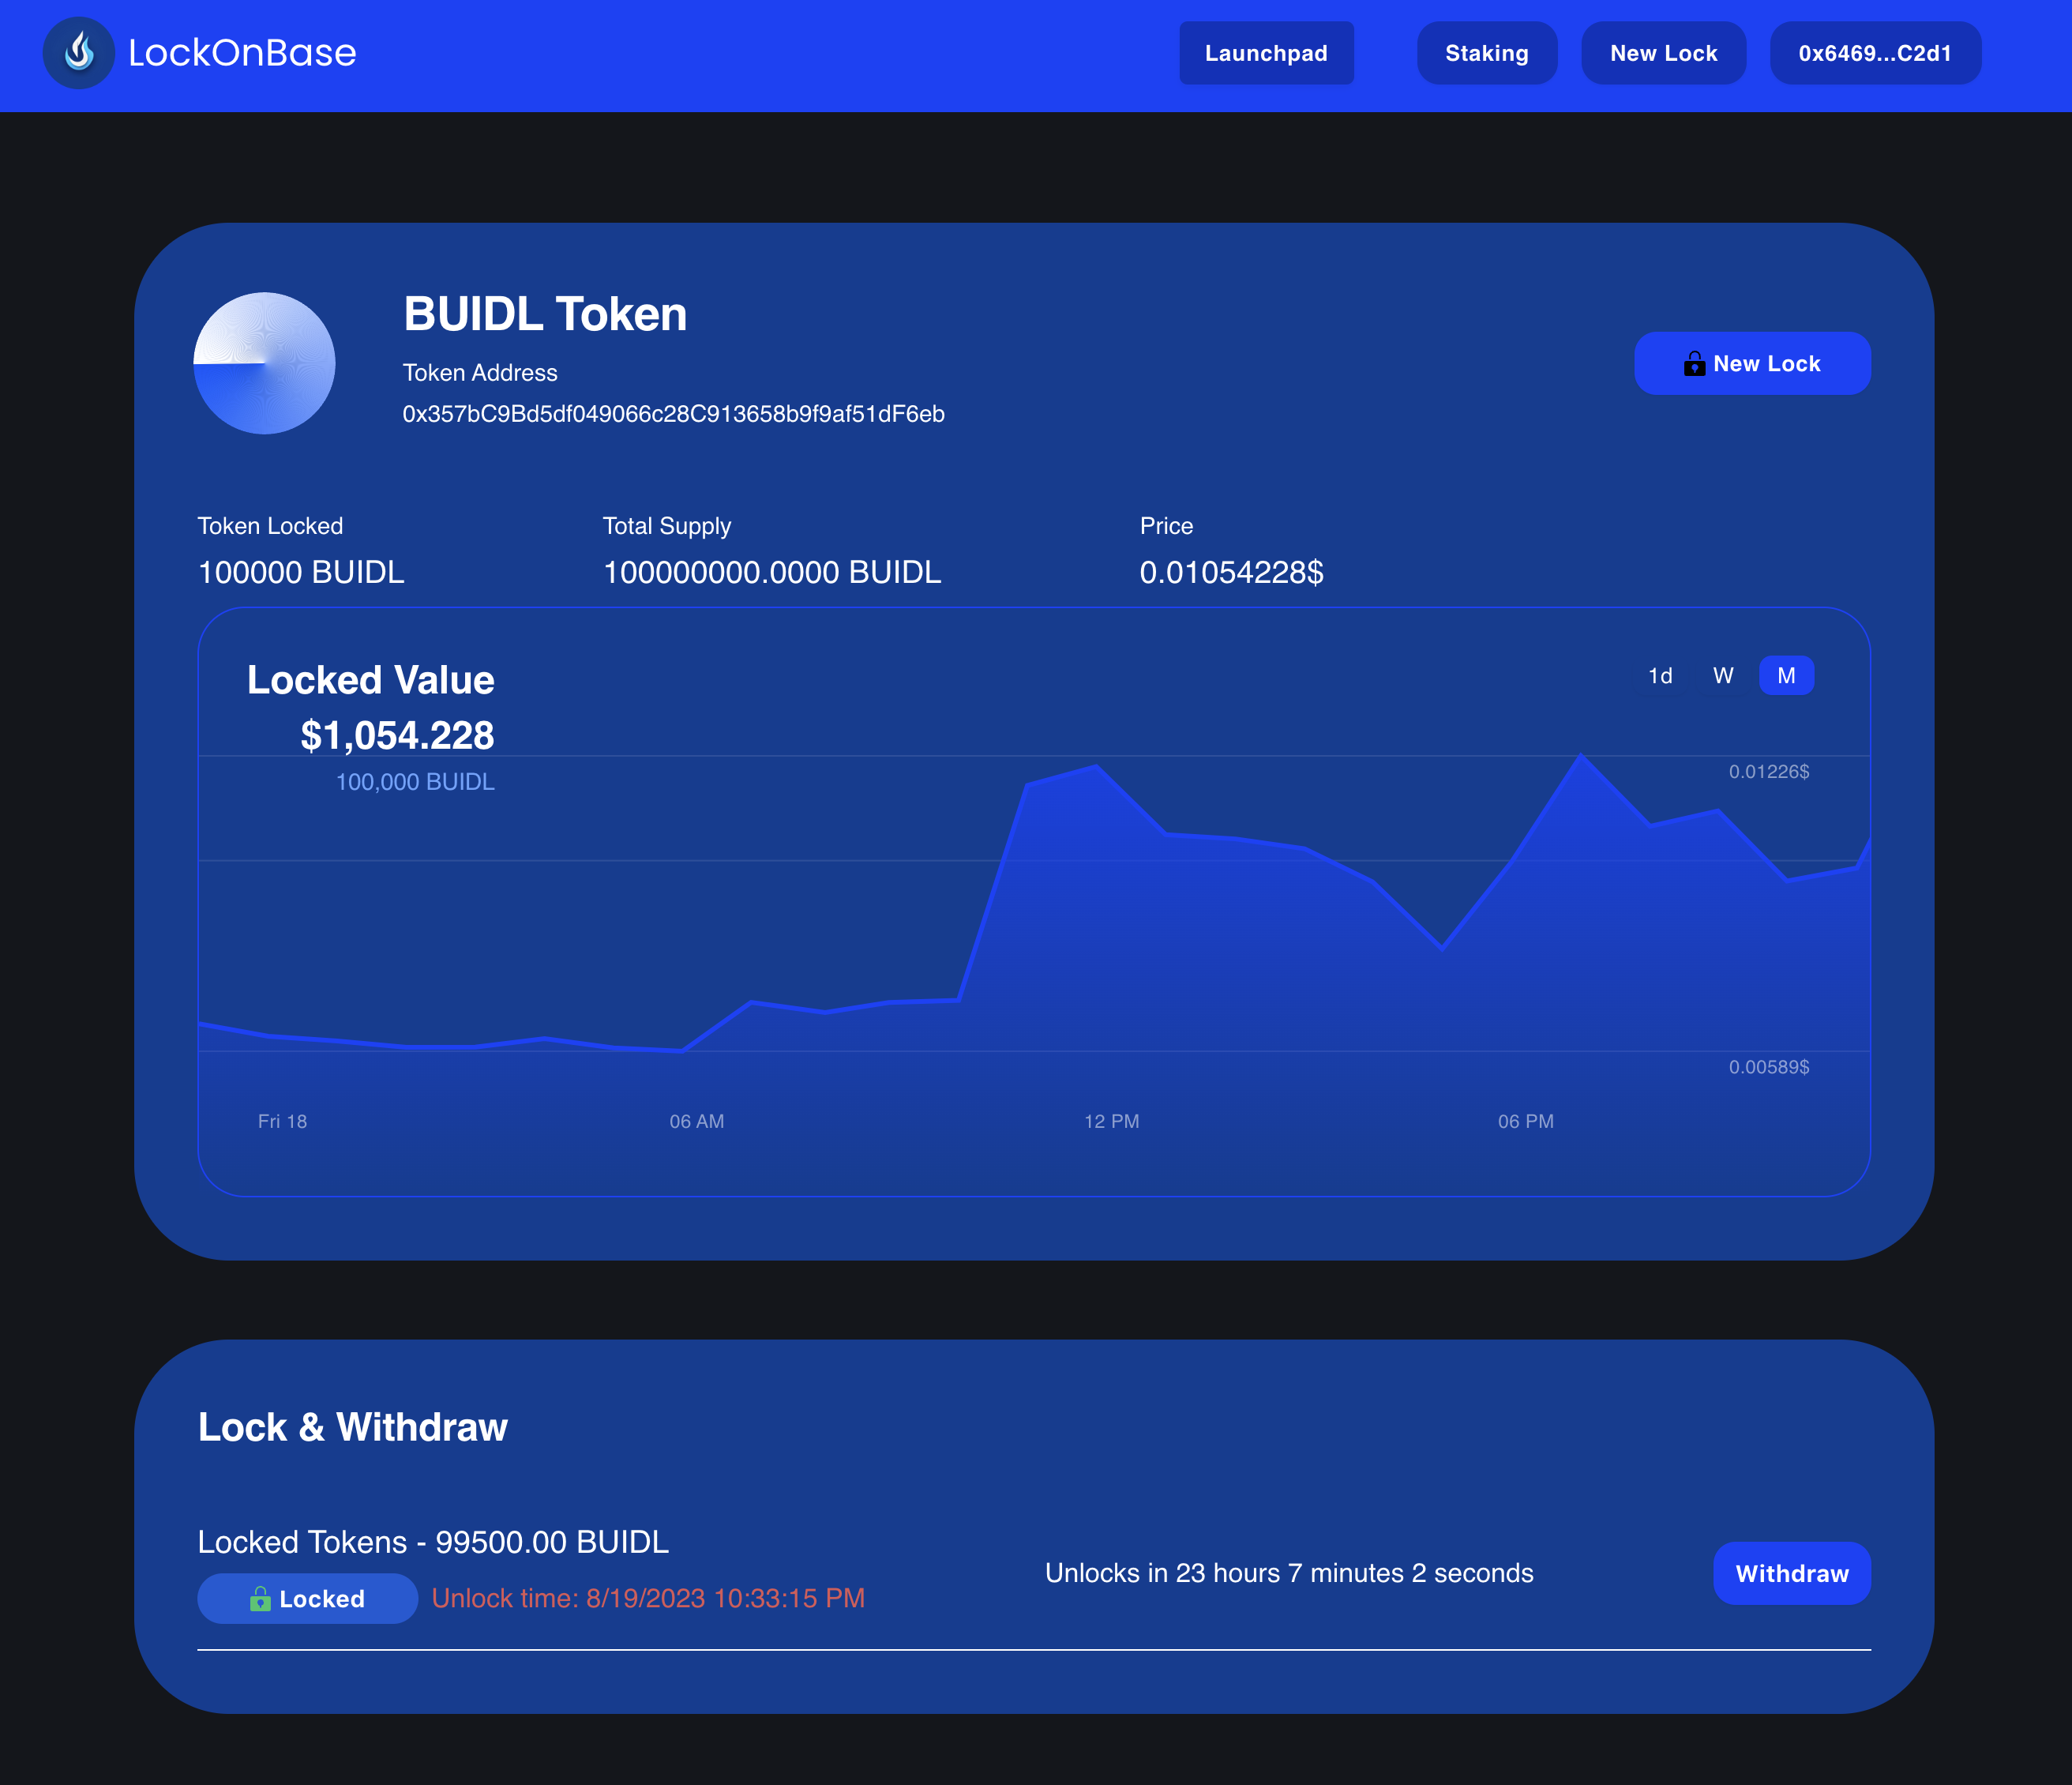 LockOnBase
Launchpad
Staking
New Lock
0x6469...C2d1
BUIDL Token
Token Address
0x357bC9Bd5df049066c28C913658b9f9af51dF6eb
New Lock
Token Locked
100000 BUIDL
Total Supply
100000000.0000 BUIDL
Price
0.01054228$
Locked Value
$1,054.228
100,000 BUIDL
1d
W
M
0.01226$
0.00589$
Fri 18
06 AM
12 PM
06 PM
Lock & Withdraw
Locked Tokens - 99500.00 BUIDL
Locked
Unlock time: 8/19/2023 10:33:15 PM
Unlocks in 23 hours 7 minutes 2 seconds
Withdraw